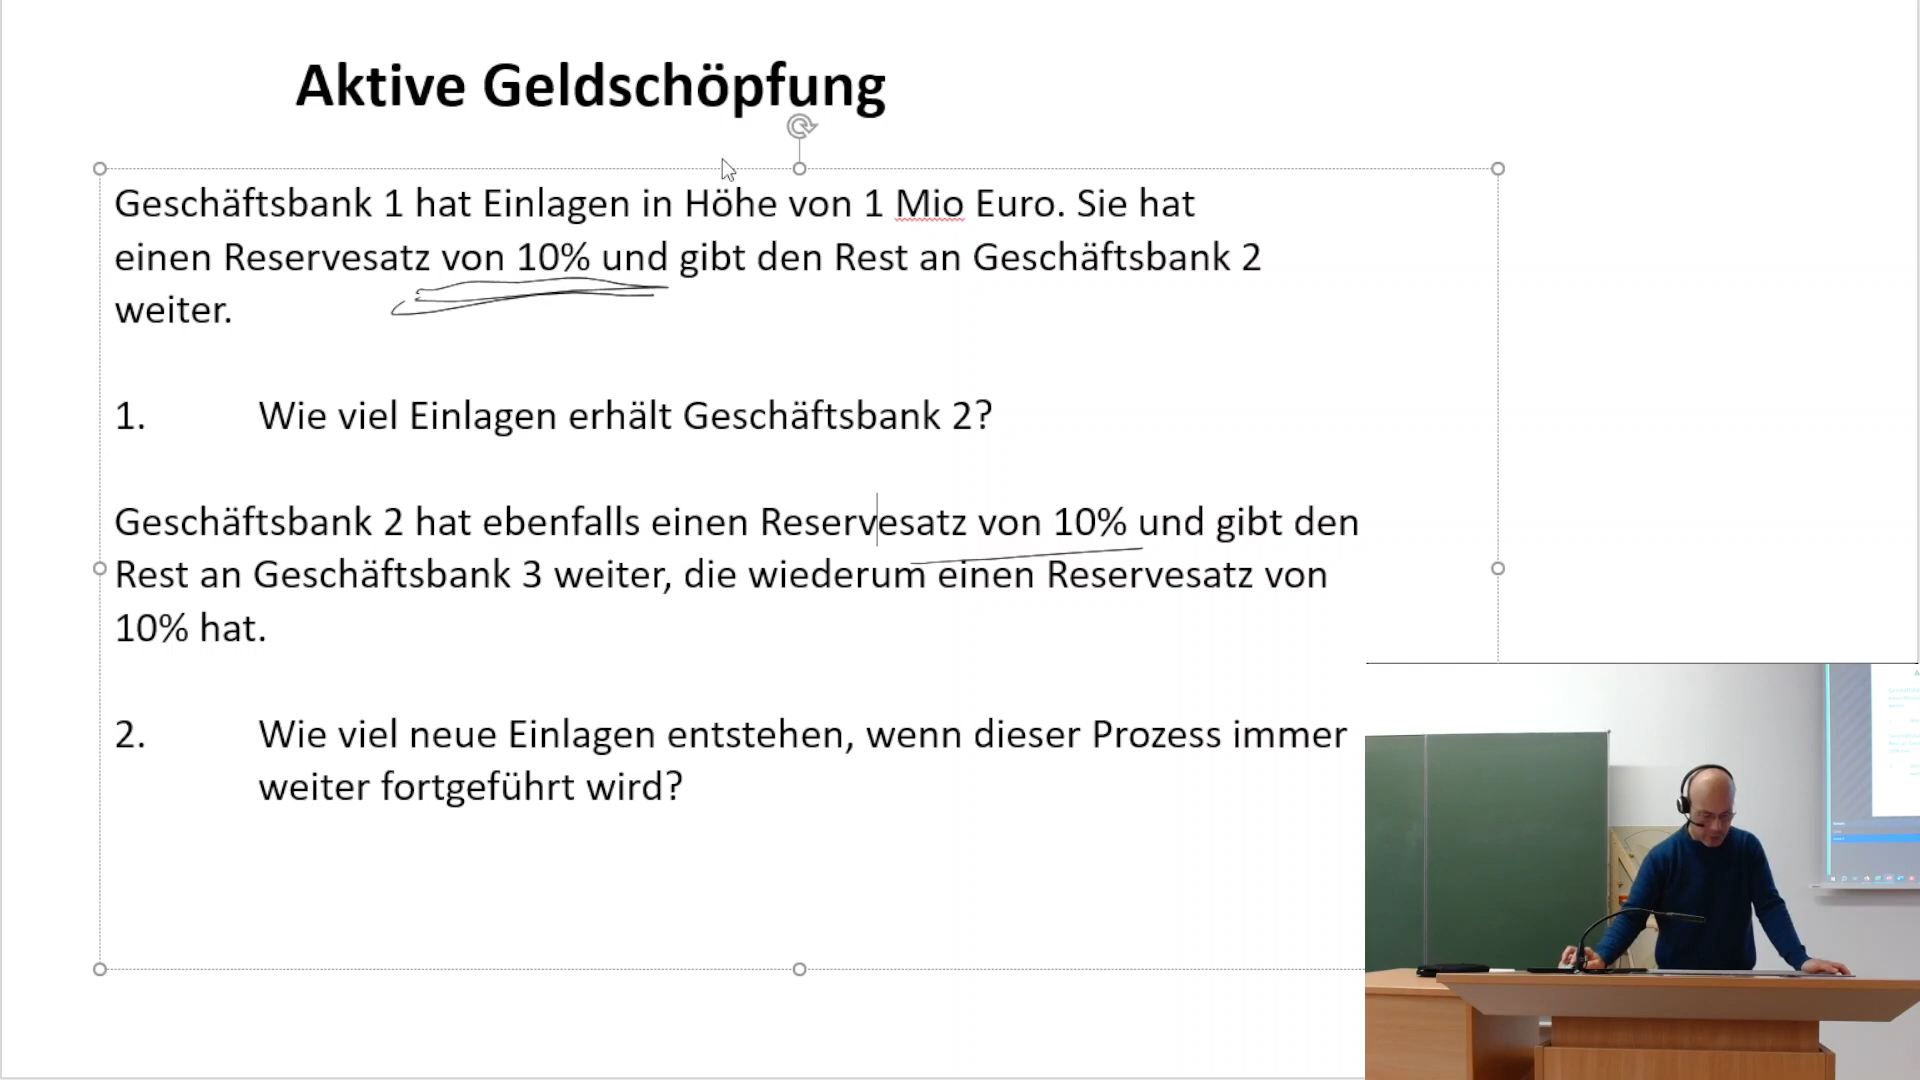 Aktive Geldschöpfung
Geschäftsbank 1 hat Einlagen in Höhe von 1 Mio Euro. Sie hat
einen Reservesatz von 10% und gibt den Rest an Geschäftsbank 2
weiter.
1. Wie viel Einlagen erhält Geschäftsbank 2?
Geschäftsbank 2 hat ebenfalls einen Reservesatz von 10% und gibt den
Rest an Geschäftsbank 3 weiter, die wiederum einen Reservesatz von
10% hat.
2. Wie viel neue Einlagen entstehen, wenn dieser Prozess immer
weiter fortgeführt wird?